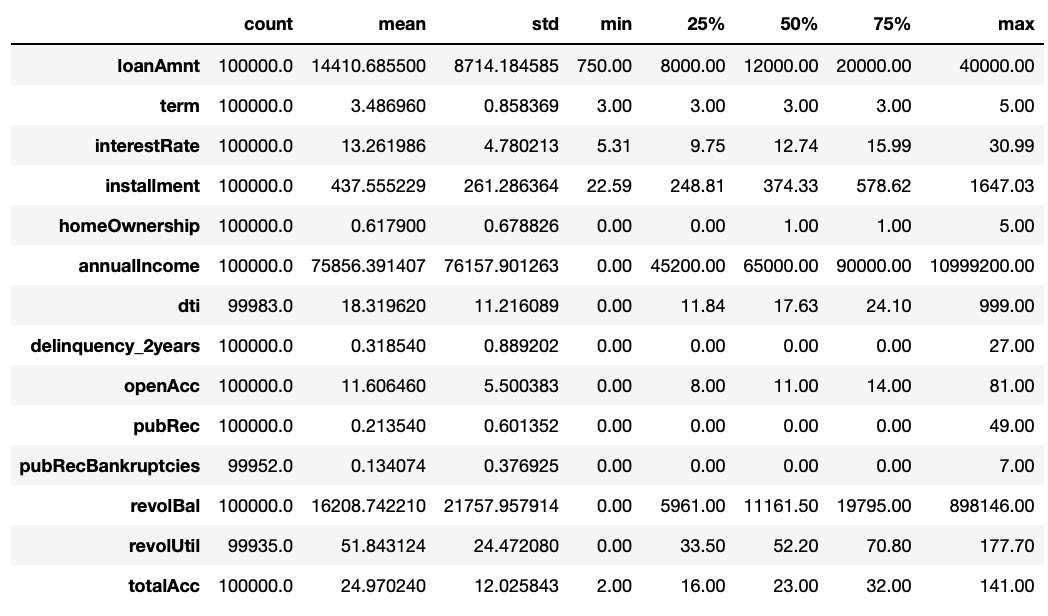 count mean std min 25% 50% 75% max
loanAmnt 100000.0 14410.685500 8714.184585 750.00 8000.00 12000.00 20000.00 40000.00
term 100000.0 3.486960 0.858369 3.00 3.00 3.00 3.00 5.00
interestRate 100000.0 13.261986 4.780213 5.31 9.75 12.74 15.99 30.99
installment 100000.0 437.555229 261.286364 22.59 248.81 374.33 578.62 1647.03
homeOwnership 100000.0 0.617900 0.678826 0.00 0.00 1.00 1.00 5.00
annualIncome 100000.0 75856.391407 76157.901263 0.00 45200.00 65000.00 90000.00 10999200.00
dti 99983.0 18.319620 11.216089 0.00 11.84 17.63 24.10 999.00
delinquency_2years 100000.0 0.318540 0.889202 0.00 0.00 0.00 0.00 27.00
openAcc 100000.0 11.606460 5.500383 0.00 8.00 11.00 14.00 81.00
pubRec 100000.0 0.213540 0.601352 0.00 0.00 0.00 0.00 49.00
pubRecBankruptcies 99952.0 0.134074 0.376925 0.00 0.00 0.00 0.00 7.00
revolBal 100000.0 16208.742210 21757.957914 0.00 5961.00 11161.50 19795.00 898146.00
revolUtil 99935.0 51.843124 24.472080 0.00 33.50 52.20 70.80 177.70
totalAcc 100000.0 24.970240 12.025843 2.00 16.00 23.00 32.00 141.00